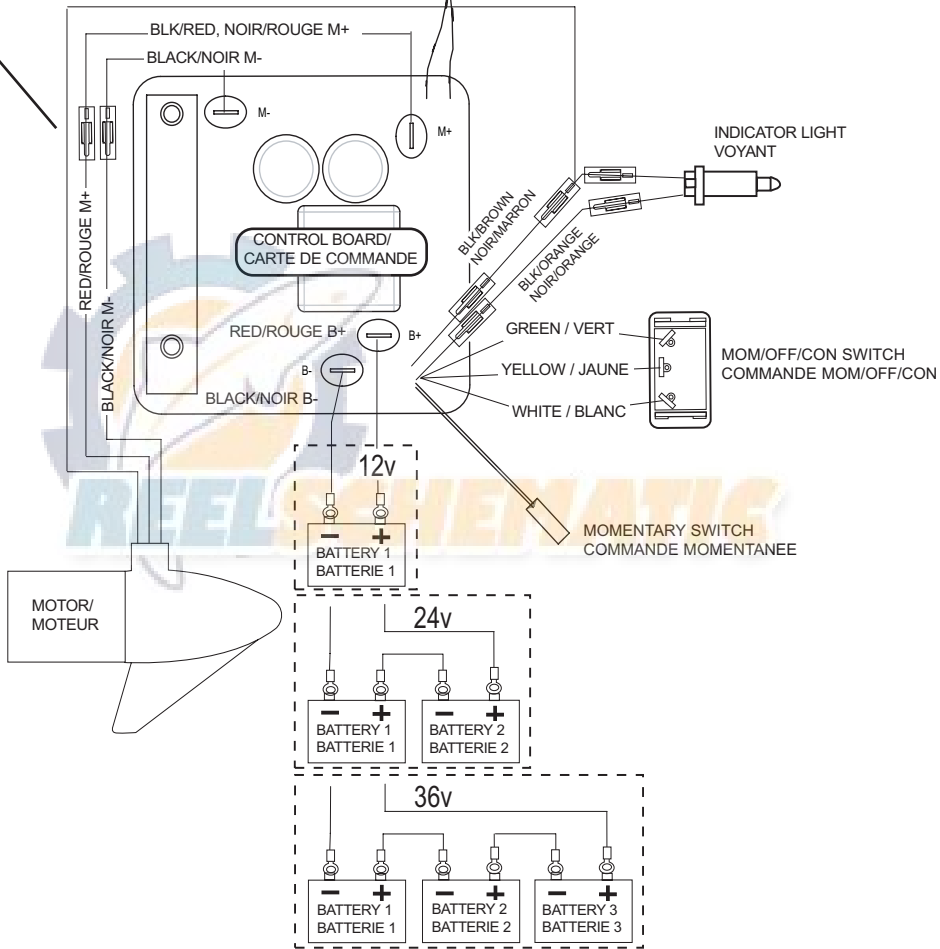 BLK/RED, NOIR/ROUGE M+
BLACK/NOIR M-
M-
M+
INDICATOR LIGHT
VOYANT
RED/ROUGE M+
BLACK/NOIR M-
CONTROL BOARD/
CARTE DE COMMANDE
BLK/BROWN
NOIR/MARRON
BLK/ORANGE
NOIR/ORANGE
RED/ROUGE B+
B+
B-
BLACK/NOIR B-
GREEN / VERT
YELLOW / JAUNE
WHITE / BLANC
MOM/OFF/CON SWITCH
COMMANDE MOM/OFF/CON
REELSCHEMATIC
12v
– +
BATTERY 1
BATTERIE 1
MOMENTARY SWITCH
COMMANDE MOMENTANEE
MOTOR/
MOTEUR
24v
– +
BATTERY 1
BATTERIE 1
– +
BATTERY 2
BATTERIE 2
36v
– +
BATTERY 1
BATTERIE 1
– +
BATTERY 2
BATTERIE 2
– +
BATTERY 3
BATTERIE 3